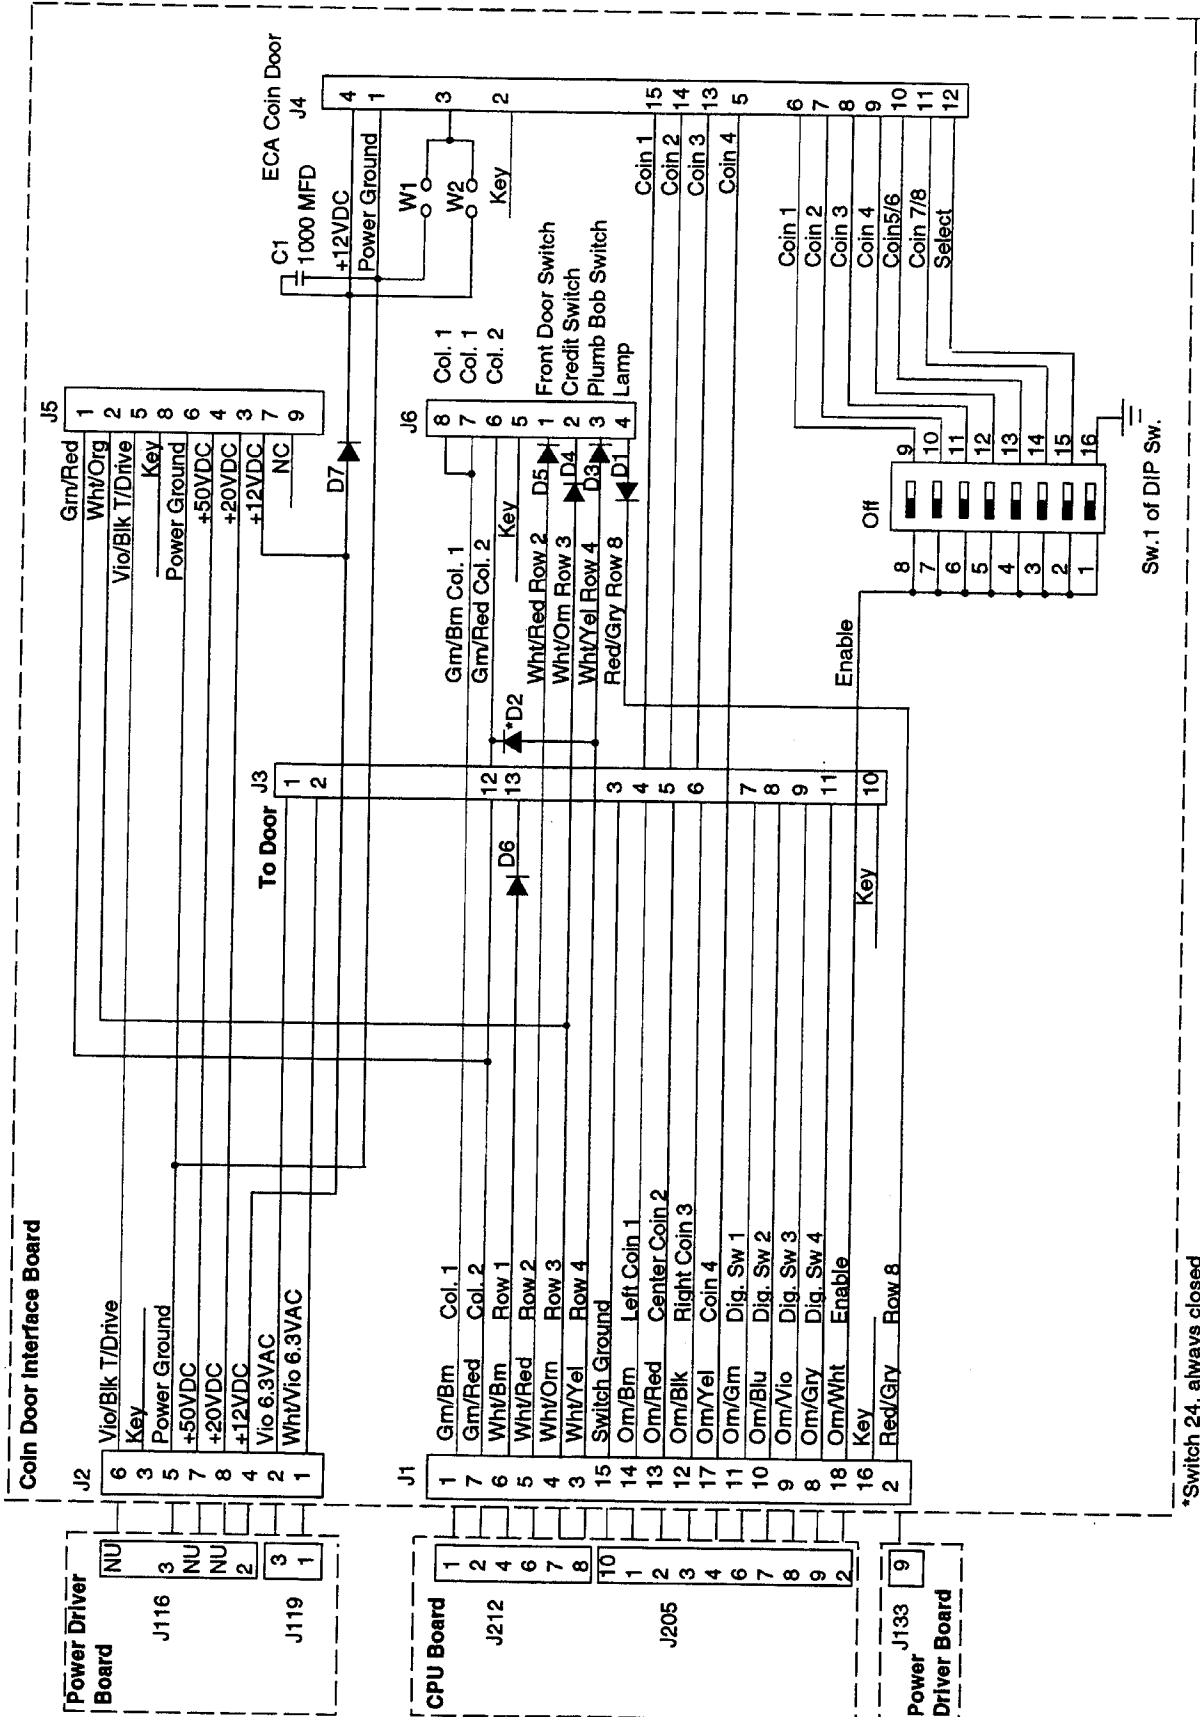 Coin Door Interface Board
Power Driver
Board
NU
3
NU
NU
2
J116
3
1
J119
J2
6
3
5
7
8
4
2
1
Vio/Blk T/Drive
Key
Power Ground
+50VDC
+20VDC
+12VDC
Vio 6.3VAC
Wht/Vio 6.3VAC
J5
1
2
5
8
6
4
3
7
9
Grn/Red
Wht/Org
Vio/Blk T/Drive
Key
Power Ground
+50VDC
+20VDC
+12VDC
NC
D7
C1
1000 MFD
+12VDC
Power Ground
W1
W2
Key
ECA Coin Door
J4
4
1
3
2
15
14
13
5
6
7
8
9
10
11
12
Coin 1
Coin 2
Coin 3
Coin 4
Coin 1
Coin 2
Coin 3
Coin 4
Coin5/6
Coin 7/8
Select
To Door
J3
1
2
12
13
3
4
5
6
7
8
9
11
10
D6
*D2
Key
J6
8
7
6
5
1
2
3
4
Col. 1
Col. 1
Col. 2
Front Door Switch
Credit Switch
Plumb Bob Switch
Lamp
Grn/Brn Col. 1
Grn/Red Col. 2
Key
Wht/Red Row 2
Wht/Orn Row 3
Wht/Yel Row 4
Red/Gry Row 8
D5
D4
D3
D1
Enable
Off
8
7
6
5
4
3
2
1
9
10
11
12
13
14
15
16
Sw.1 of DIP Sw.
CPU Board
J212
1
2
4
6
7
8
J205
10
1
2
3
4
6
7
8
9
2
J1
1
7
6
5
4
3
15
14
13
12
17
11
10
9
8
18
16
2
Grn/Brn Col. 1
Grn/Red Col. 2
Wht/Brn Row 1
Wht/Red Row 2
Wht/Orn Row 3
Wht/Yel Row 4
Switch Ground
Orn/Brn Left Coin 1
Orn/Red Center Coin 2
Orn/Blk Right Coin 3
Orn/Yel Coin 4
Orn/Grn Dig. Sw 1
Orn/Blu Dig. Sw 2
Orn/Vio Dig. Sw 3
Orn/Gry Dig. Sw 4
Orn/Wht Enable
Key
Red/Gry Row 8
J133
9
Power
Driver Board
*Switch 24, always closed